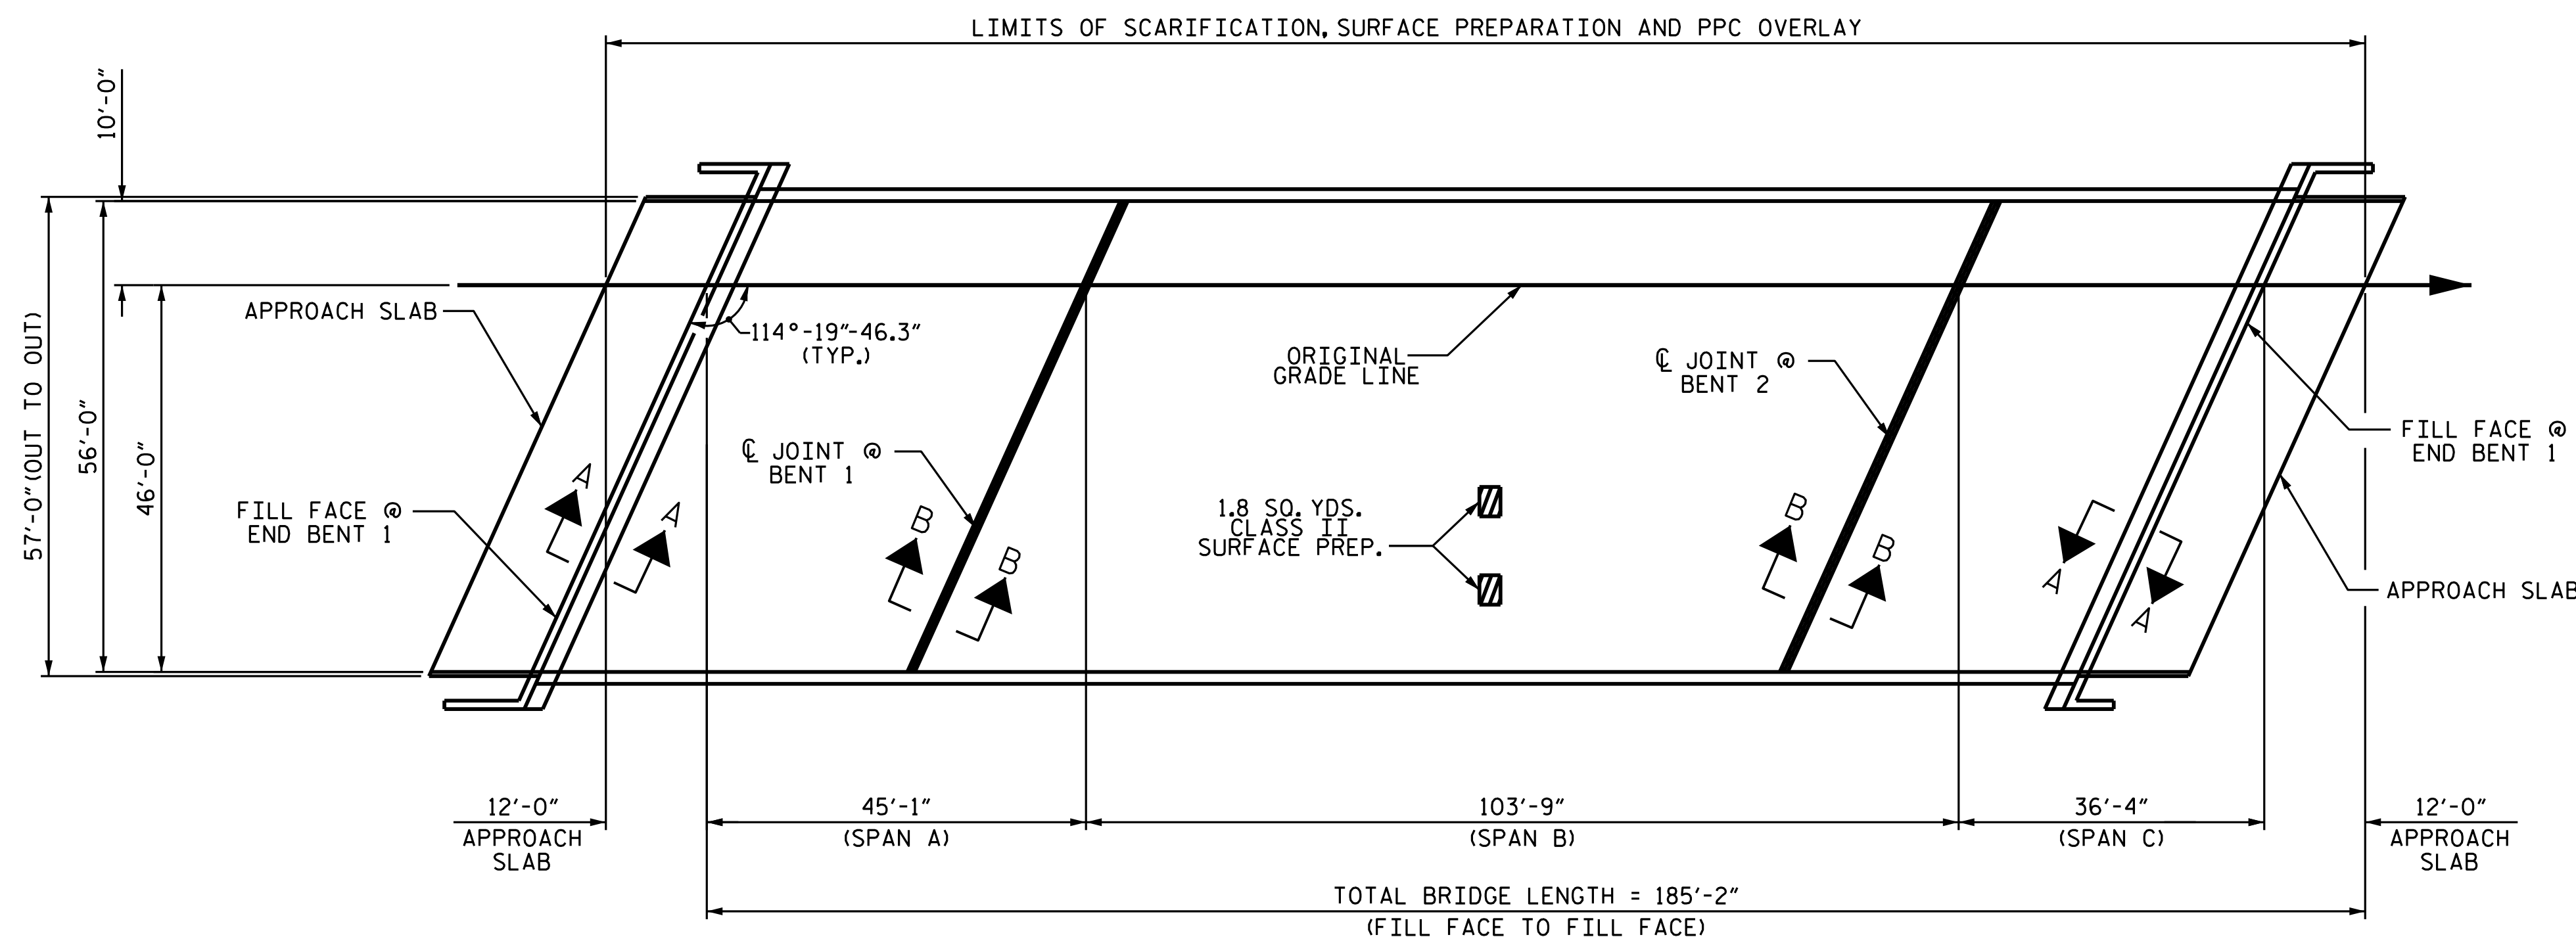 LIMITS OF SCARIFICATION, SURFACE PREPARATION AND PPC OVERLAY
10'-0"
57'-0" (OUT TO OUT)
56'-0"
46'-0"
APPROACH SLAB
114°-19"-46.3"
(TYP.)
ORIGINAL
GRADE LINE
℄ JOINT @
BENT 2
℄ JOINT @
BENT 1
FILL FACE @
END BENT 1
FILL FACE @
END BENT 1
A
A
B
B
1.8 SQ. YDS.
CLASS II
SURFACE PREP.
B
B
A
A
APPROACH SLAB
12'-0"
APPROACH
SLAB
45'-1"
(SPAN A)
103'-9"
(SPAN B)
36'-4"
(SPAN C)
12'-0"
APPROACH
SLAB
TOTAL BRIDGE LENGTH = 185'-2"
(FILL FACE TO FILL FACE)